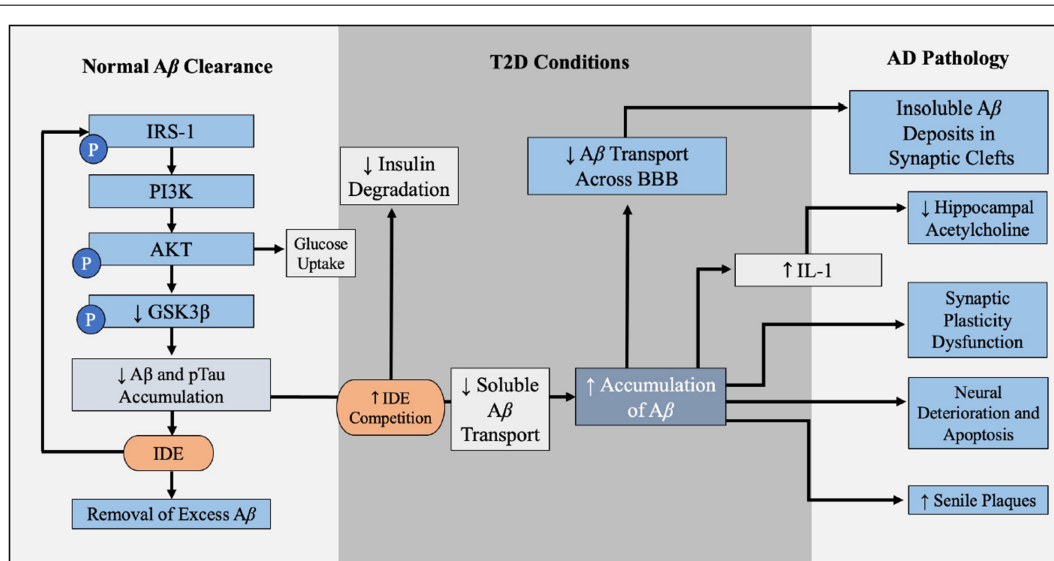 Normal Aβ Clearance
IRS-1
P
PI3K
AKT
P
Glucose
Uptake
↓ GSK3β
P
↓ Aβ and pTau
Accumulation
IDE
Removal of Excess Aβ
T2D Conditions
↓ Insulin
Degradation
↑ IDE
Competition
↓ Soluble
Aβ
Transport
↑ Accumulation
of Aβ
↓ Aβ Transport
Across BBB
↑ IL-1
AD Pathology
Insoluble Aβ
Deposits in
Synaptic Clefts
↓ Hippocampal
Acetylcholine
Synaptic
Plasticity
Dysfunction
Neural
Deterioration and
Apoptosis
↑ Senile Plaques